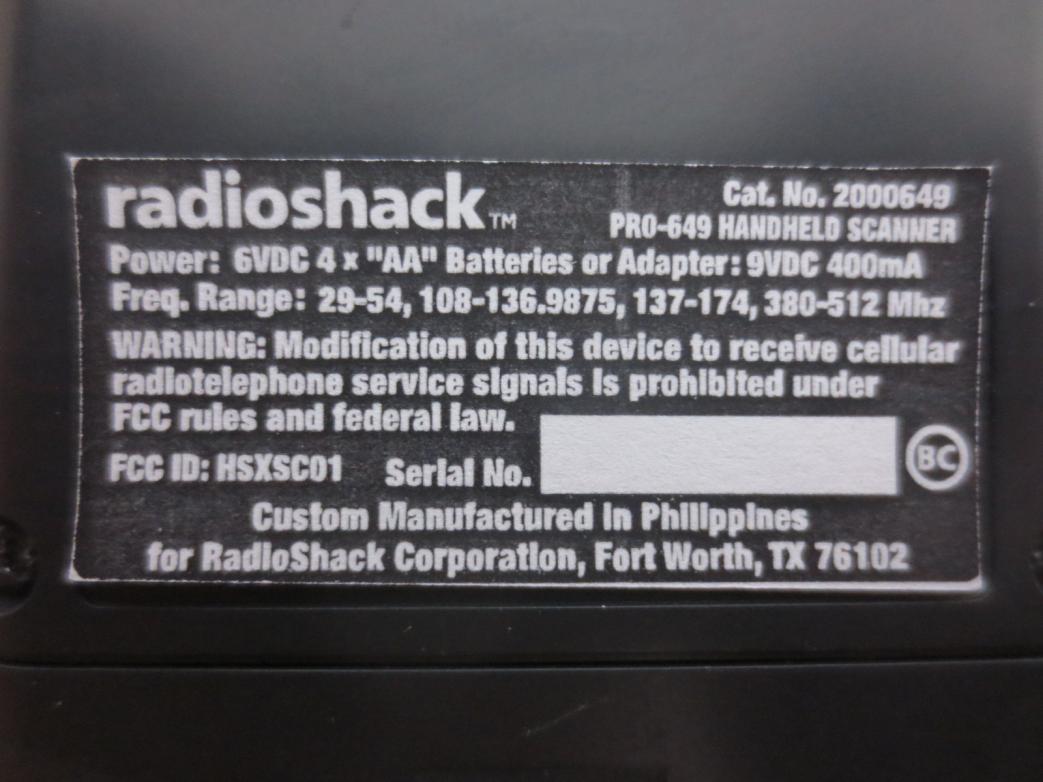 radioshack™
Cat. No. 2000649
PRO-649 HANDHELD SCANNER
Power: 6VDC 4 x "AA" Batteries or Adapter: 9VDC 400mA
Freq. Range: 29-54, 108-136.9875, 137-174, 380-512 Mhz
WARNING: Modification of this device to receive cellular
radiotelephone service signals is prohibited under
FCC rules and federal law.
FCC ID: HSXSC01 Serial No.
BC
Custom Manufactured in Philippines
for RadioShack Corporation, Fort Worth, TX 76102